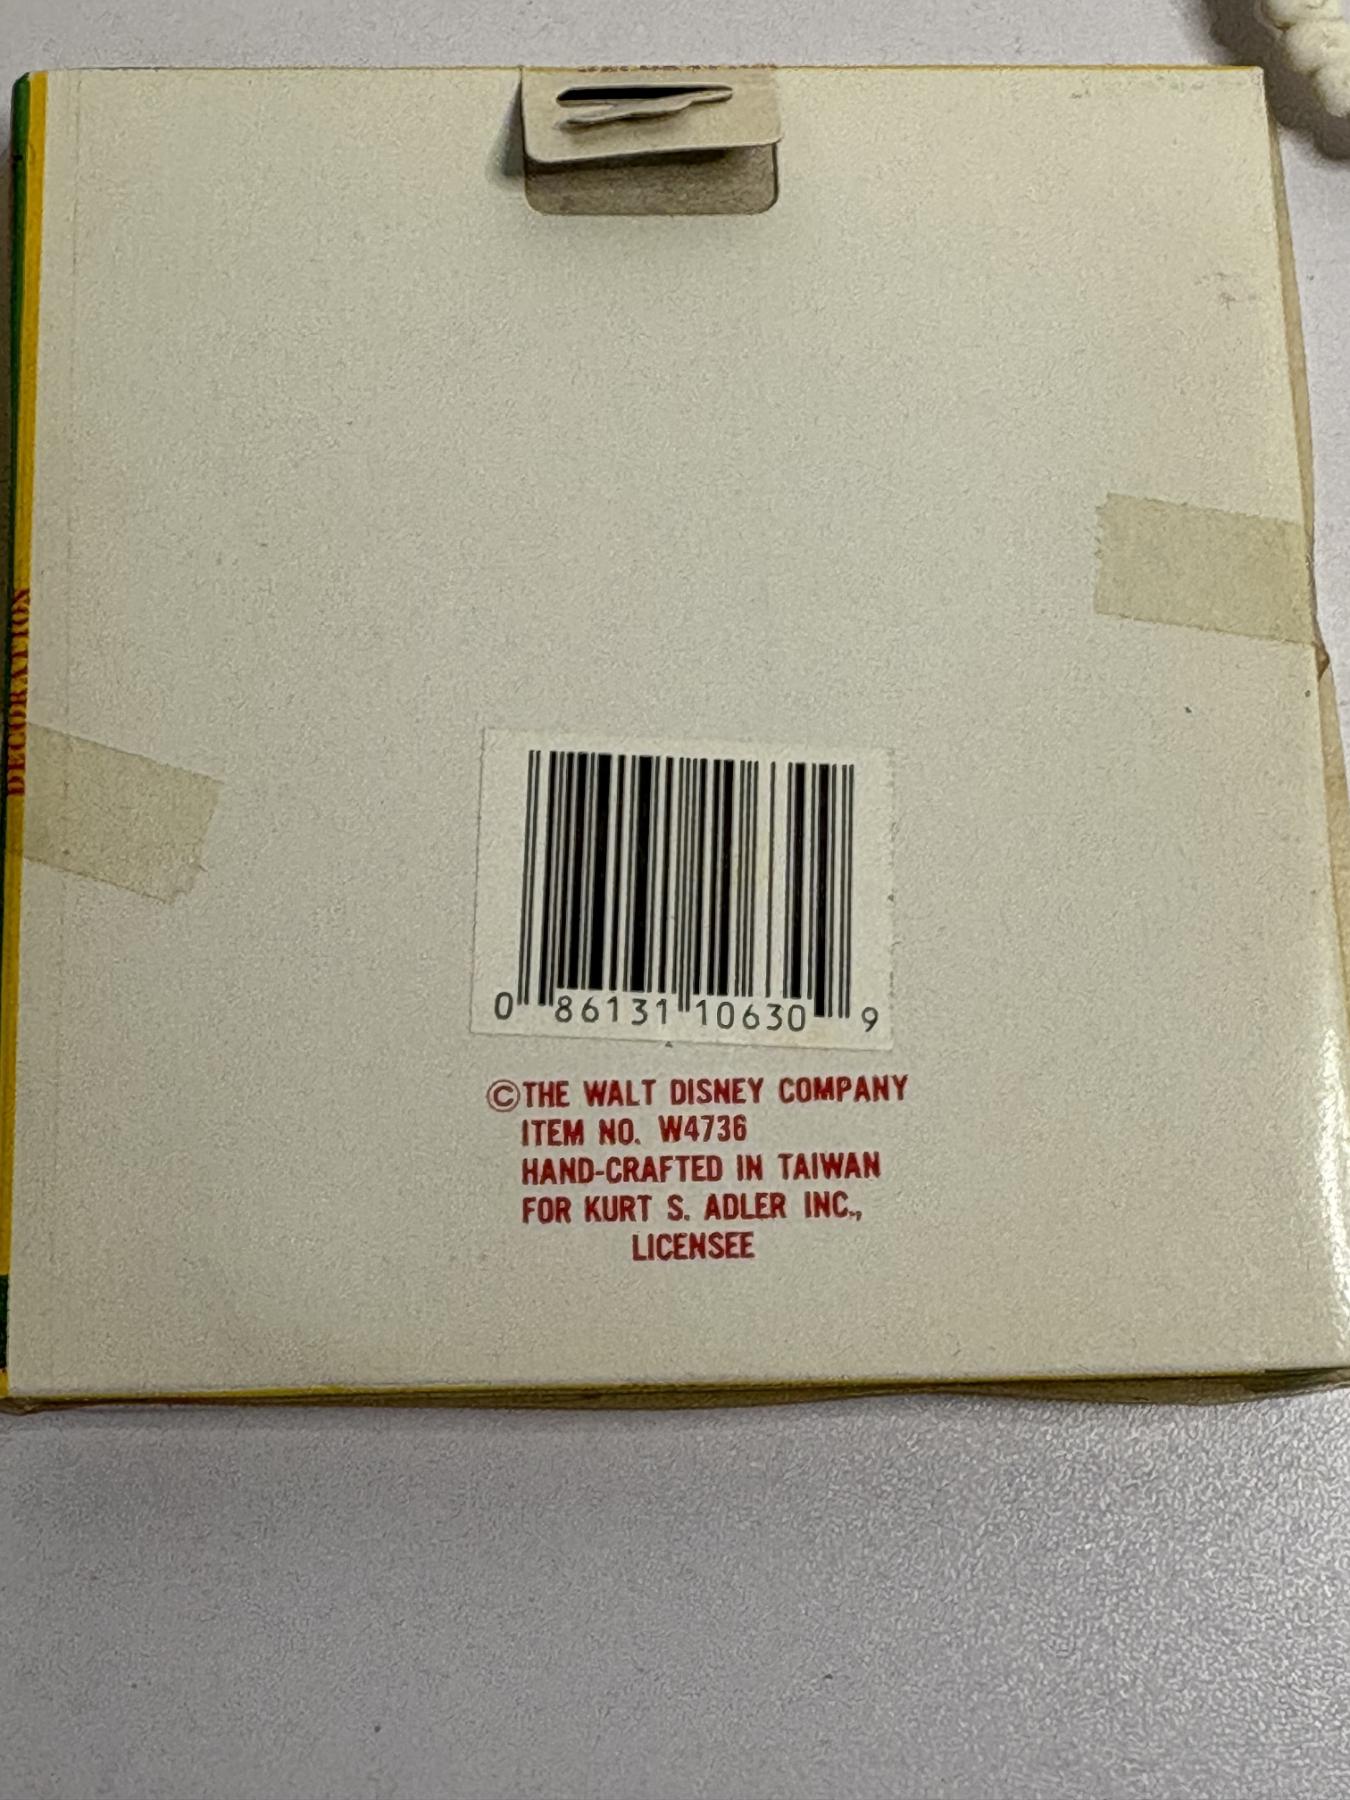 DECORATION
0 86131 10630 9
©THE WALT DISNEY COMPANY
ITEM NO. W4736
HAND-CRAFTED IN TAIWAN
FOR KURT S. ADLER INC.,
LICENSEE